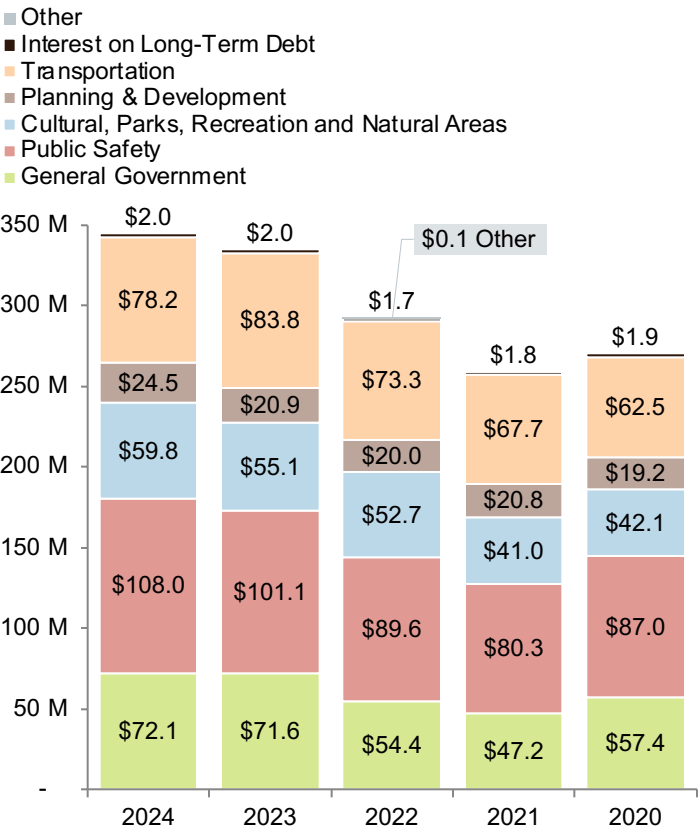 Other
Interest on Long-Term Debt
Transportation
Planning & Development
Cultural, Parks, Recreation and Natural Areas
Public Safety
General Government
350 M
300 M
250 M
200 M
150 M
100 M
50 M
-
$2.0
$78.2
$24.5
$59.8
$108.0
$72.1
$2.0
$83.8
$20.9
$55.1
$101.1
$71.6
$0.1 Other
$1.7
$73.3
$20.0
$52.7
$89.6
$54.4
$1.8
$67.7
$20.8
$41.0
$80.3
$47.2
$1.9
$62.5
$19.2
$42.1
$87.0
$57.4
2024 2023 2022 2021 2020